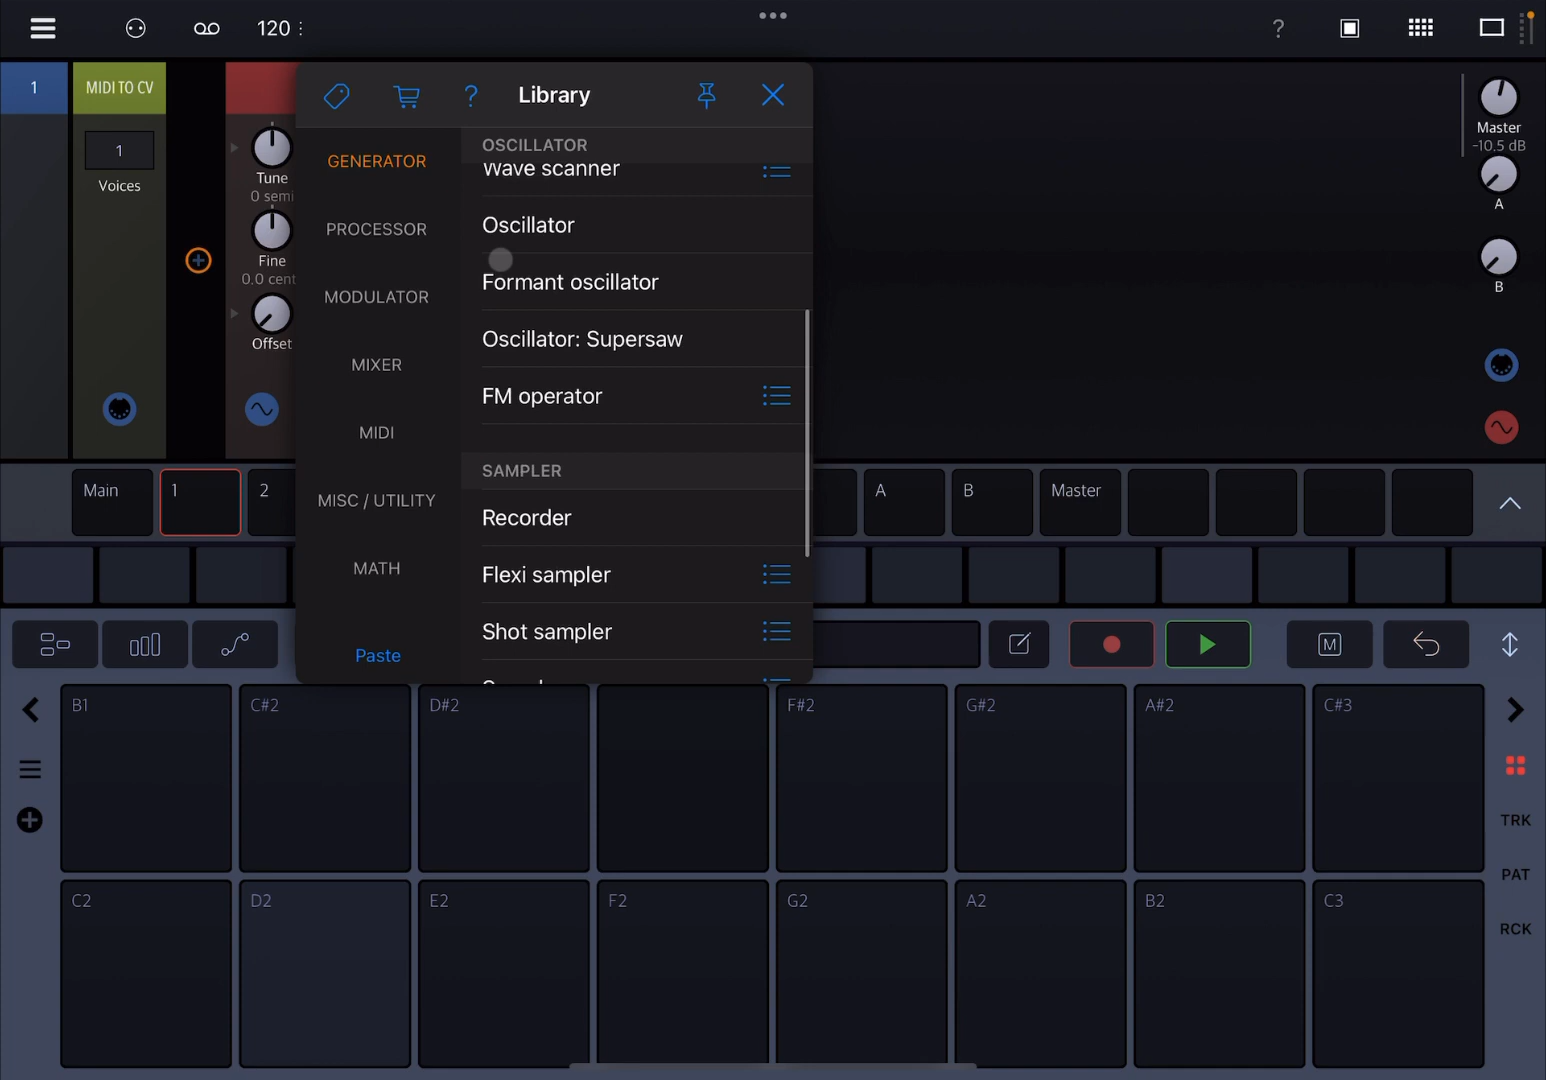 120
?
1
MIDI TO CV
1
Voices
Tune
0 semi
Fine
0.0 cent
Offset
?
Library
GENERATOR
PROCESSOR
MODULATOR
MIXER
MIDI
MISC / UTILITY
MATH
Paste
OSCILLATOR
Wave scanner
Oscillator
Formant oscillator
Oscillator: Supersaw
FM operator
SAMPLER
Recorder
Flexi sampler
Shot sampler
Master
-10.5 dB
A
B
Main
1
2
A
B
Master
M
B1
C#2
D#2
F#2
G#2
A#2
C#3
C2
D2
E2
F2
G2
A2
B2
C3
TRK
PAT
RCK